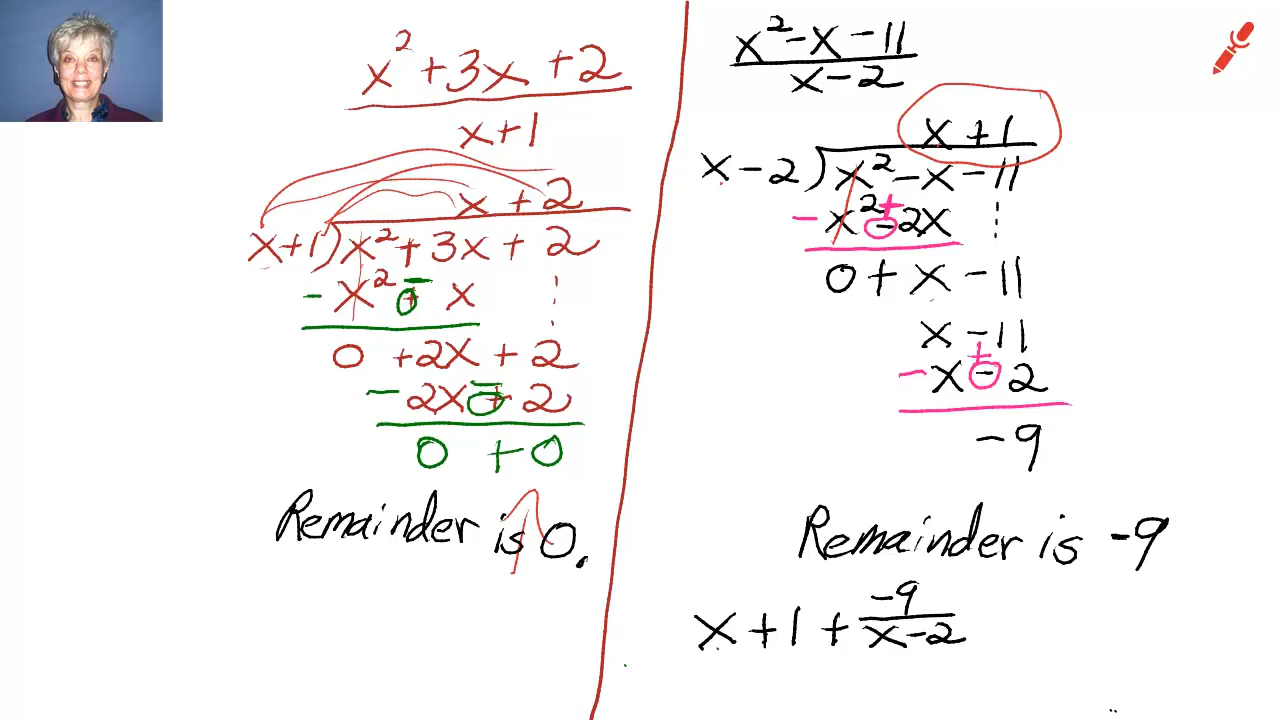 x² + 3x + 2
x + 1
x + 2
x + 1 ) x² + 3x + 2
- x² + - x
0 + 2x + 2
- 2x + - 2
0 + 0
Remainder is 0.
x² - x - 11
x - 2
x + 1
x - 2 ) x² - x - 11
- x² - + 2x
0 + x - 11
x - 11
- x - + 2
-9
Remainder is -9
x + 1 + -9
x - 2